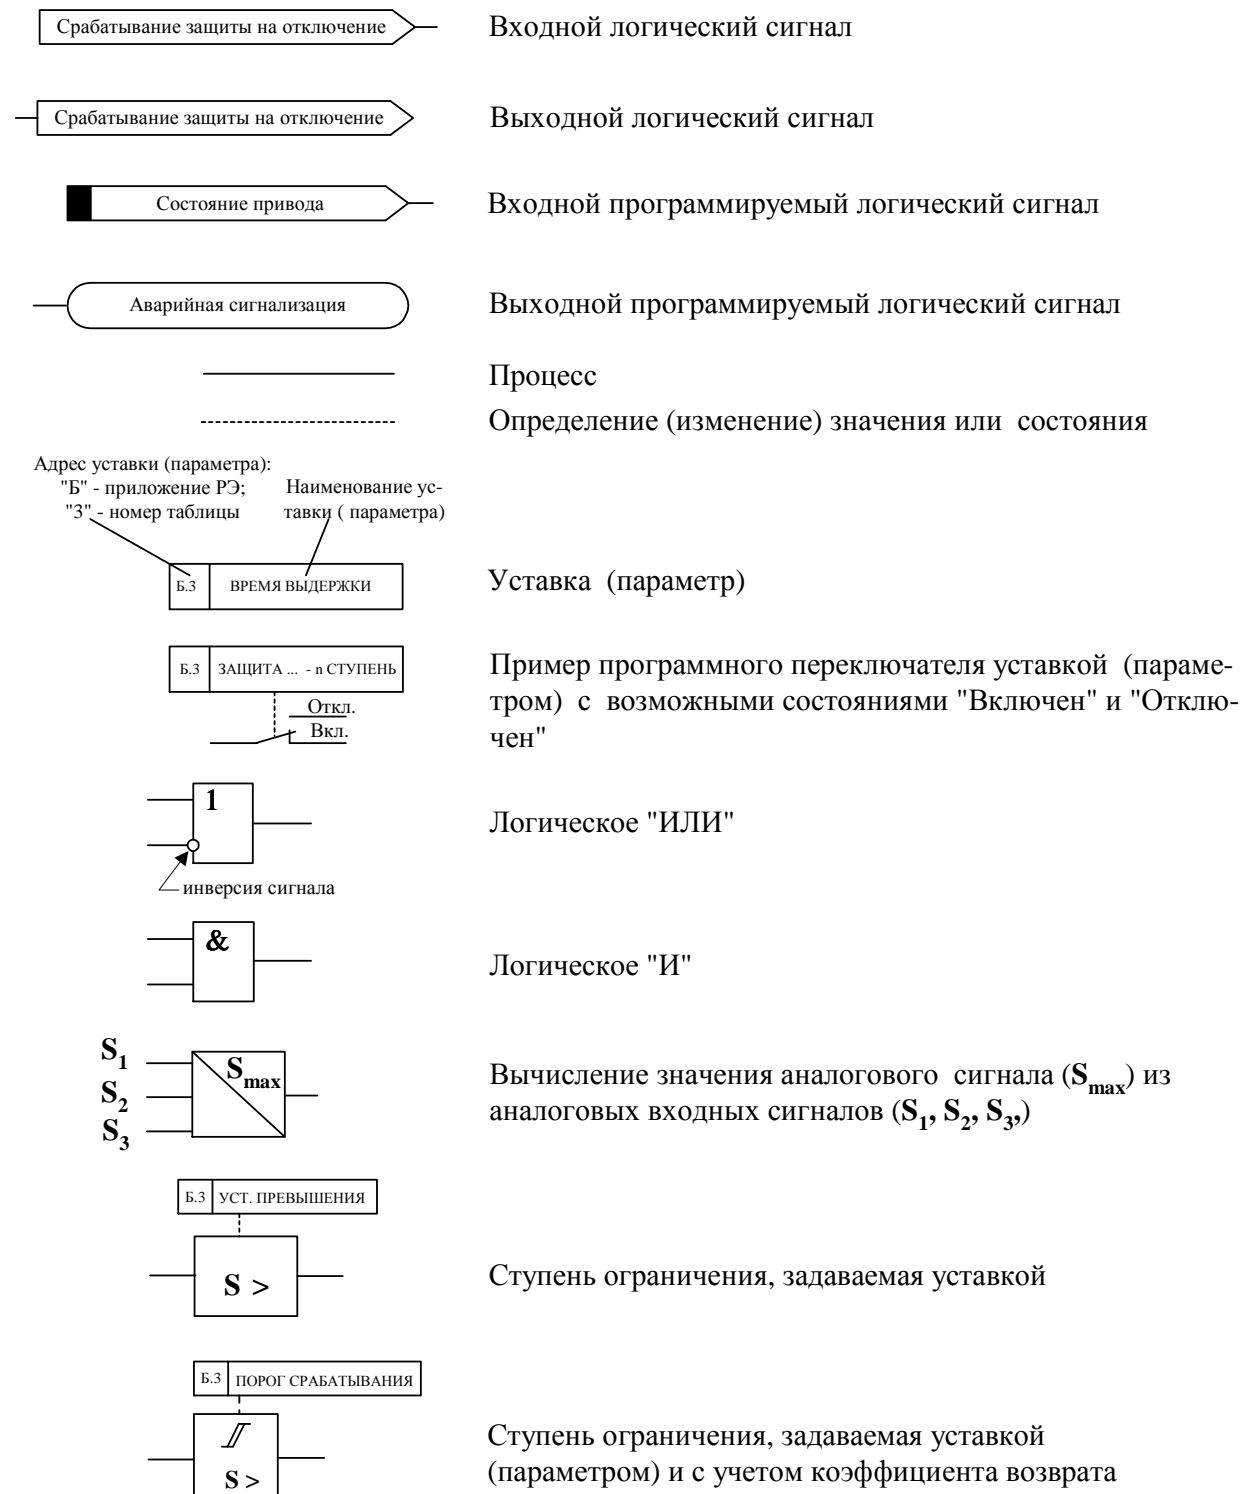 Срабатывание защиты на отключение
Входной логический сигнал
Срабатывание защиты на отключение
Выходной логический сигнал
Состояние привода
Входной программируемый логический сигнал
Аварийная сигнализация
Выходной программируемый логический сигнал
Процесс
Определение (изменение) значения или состояния
Адрес уставки (параметра):
"Б" - приложение РЭ;
"3" - номер таблицы
Наименование ус-
тавки ( параметра)
Б.3 ВРЕМЯ ВЫДЕРЖКИ
Уставка (параметр)
Б.3 ЗАЩИТА ... - n СТУПЕНЬ
Откл.
Вкл.
Пример программного переключателя уставкой (параме-
тром) с возможными состояниями "Включен" и "Отклю-
чен"
1
инверсия сигнала
Логическое "ИЛИ"
&
Логическое "И"
S1
S2
S3
Smax
Вычисление значения аналогового сигнала (Smax) из
аналоговых входных сигналов (S1, S2, S3,)
Б.3 УСТ. ПРЕВЫШЕНИЯ
S >
Ступень ограничения, задаваемая уставкой
Б.3 ПОРОГ СРАБАТЫВАНИЯ
S >
Ступень ограничения, задаваемая уставкой
(параметром) и с учетом коэффициента возврата